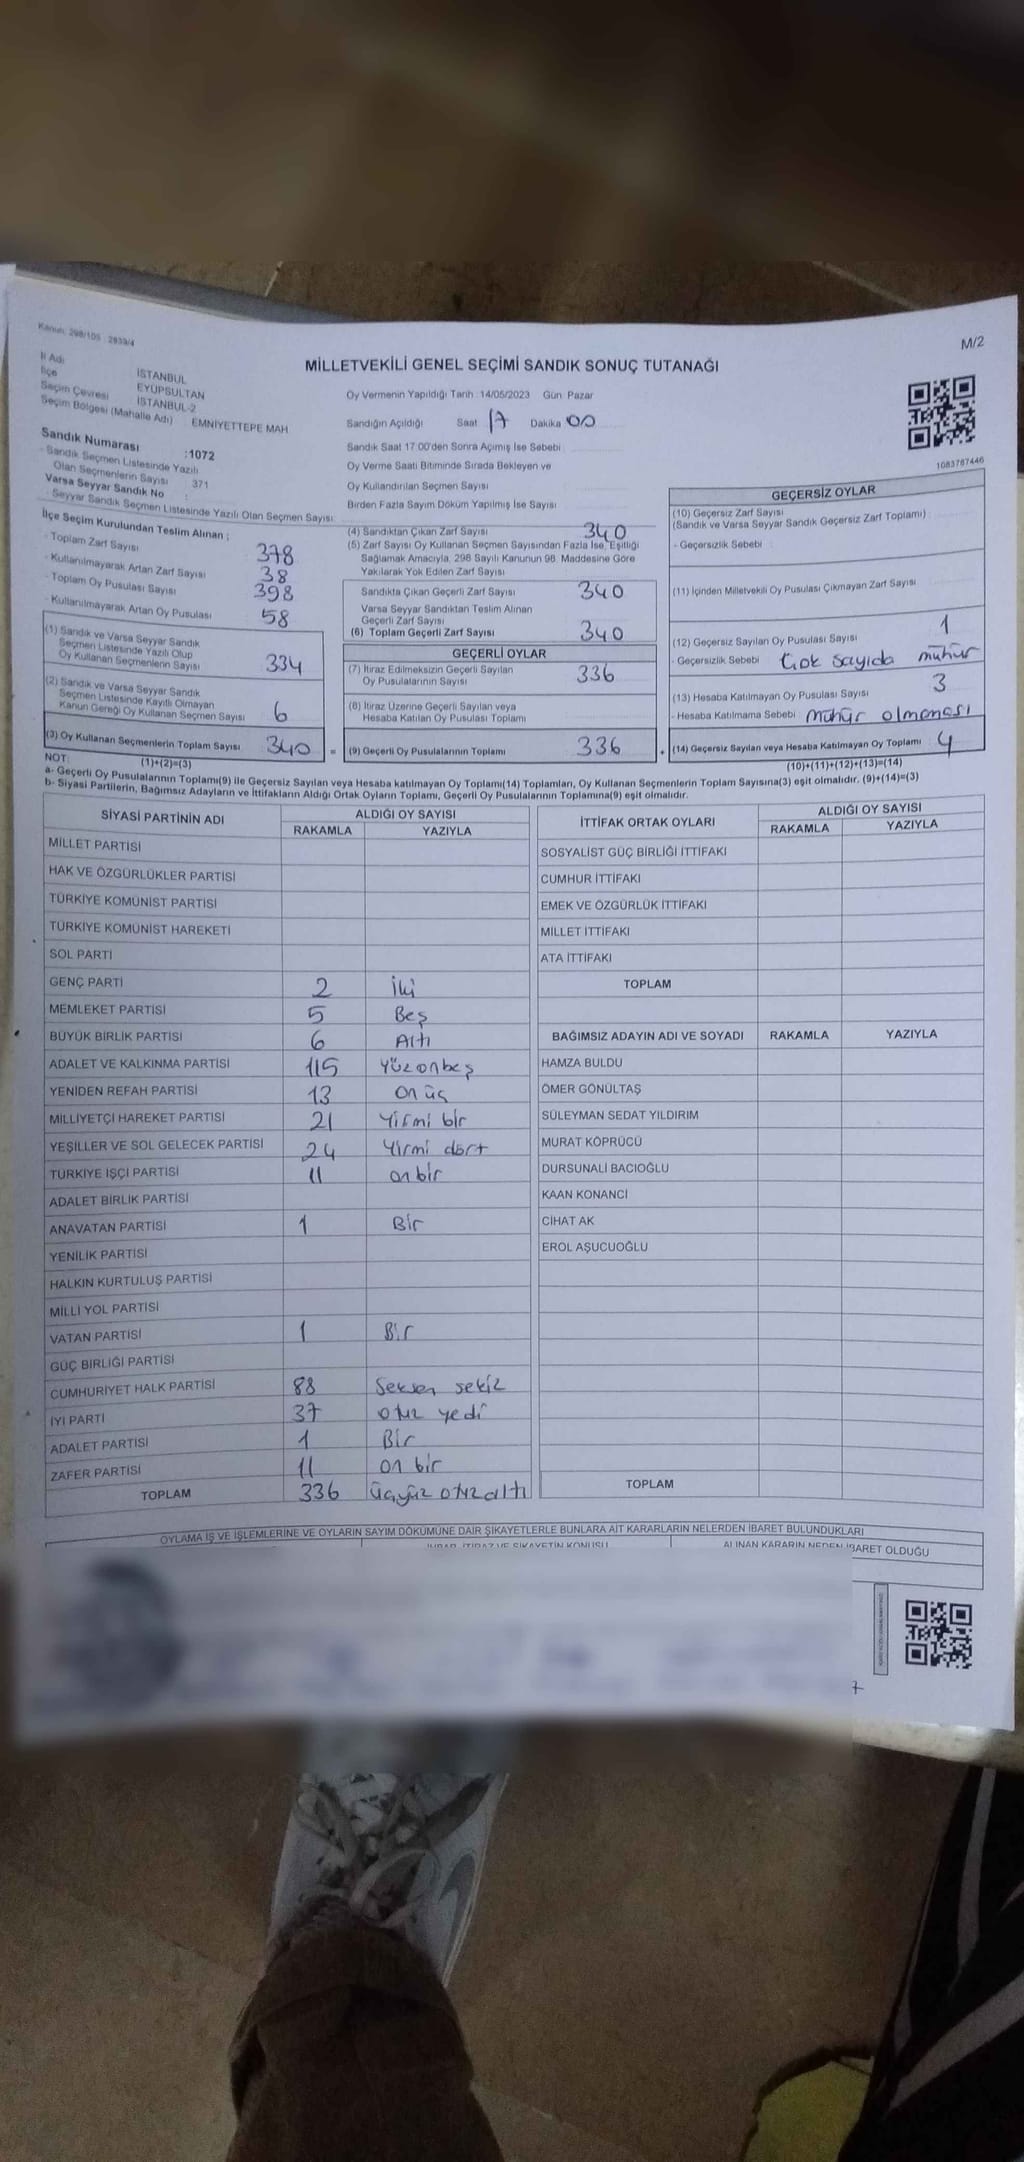 Kanun: 298/105 : 2839/4
M/2
MİLLETVEKİLİ GENEL SEÇİMİ SANDIK SONUÇ TUTANAĞI
İl Adı İSTANBUL
İlçe EYÜPSULTAN
Seçim Çevresi İSTANBUL-2
Seçim Bölgesi (Mahalle Adı) EMNİYETTEPE MAH.
Sandık Numarası :1072
- Sandık Seçmen Listesinde Yazılı
Olan Seçmenlerin Sayısı : 371
Varsa Seyyar Sandık No :
- Seyyar Sandık Seçmen Listesinde Yazılı Olan Seçmen Sayısı:
Oy Vermenin Yapıldığı Tarih : 14/05/2023 Gün Pazar
Sandığın Açıldığı Saat 17 Dakika 00
Sandık Saat 17:00'den Sonra Açımış İse Sebebi
Oy Verme Saati Bitiminde Sırada Bekleyen ve
Oy Kullandırılan Seçmen Sayısı
Birden Fazla Sayım Döküm Yapılmış İse Sayısı
1083787446
İlçe Seçim Kurulundan Teslim Alınan ;
- Toplam Zarf Sayısı 378
- Kullanılmayarak Artan Zarf Sayısı 38
- Toplam Oy Pusulası Sayısı 398
- Kullanılmayarak Artan Oy Pusulası 58
(1) Sandık ve Varsa Seyyar Sandık
Seçmen Listesinde Yazılı Olup
Oy Kullanan Seçmenlerin Sayısı 334
(2) Sandık ve Varsa Seyyar Sandık
Seçmen Listesinde Kayıtlı Olmayan
Kanun Gereği Oy Kullanan Seçmen Sayısı 6
(3) Oy Kullanan Seçmenlerin Toplam Sayısı 340 =
(1)+(2)=(3)
(4) Sandıktan Çıkan Zarf Sayısı 340
(5) Zarf Sayısı Oy Kullanan Seçmen Sayısından Fazla İse, Eşitliği
Sağlamak Amacıyla, 298 Sayılı Kanunun 98. Maddesine Göre
Yakılarak Yok Edilen Zarf Sayısı
Sandıkta Çıkan Geçerli Zarf Sayısı 340
Varsa Seyyar Sandıktan Teslim Alınan
Geçerli Zarf Sayısı
(6) Toplam Geçerli Zarf Sayısı 340
GEÇERLİ OYLAR
(7) İtiraz Edilmeksizin Geçerli Sayılan
Oy Pusulalarının Sayısı 336
(8) İtiraz Üzerine Geçerli Sayılan veya
Hesaba Katılan Oy Pusulası Toplamı
(9) Geçerli Oy Pusulalarının Toplamı 336 +
GEÇERSİZ OYLAR
(10) Geçersiz Zarf Sayısı
(Sandık ve Varsa Seyyar Sandık Geçersiz Zarf Toplamı) :
- Geçersizlik Sebebi :
(11) İçinden Milletvekili Oy Pusulası Çıkmayan Zarf Sayısı
(12) Geçersiz Sayılan Oy Pusulası Sayısı 1
- Geçersizlik Sebebi Çok sayıda mühür
(13) Hesaba Katılmayan Oy Pusulası Sayısı 3
- Hesaba Katılmama Sebebi mühür olmaması
(14) Geçersiz Sayılan veya Hesaba Katılmayan Oy Toplamı 4
(10)+(11)+(12)+(13)=(14)
NOT:
a- Geçerli Oy Pusulalarının Toplamı(9) ile Geçersiz Sayılan veya Hesaba katılmayan Oy Toplamı(14) Toplamları, Oy Kullanan Seçmenlerin Toplam Sayısına(3) eşit olmalıdır. (9)+(14)=(3)
b- Siyasi Partilerin, Bağımsız Adayların ve İttifakların Aldığı Ortak Oyların Toplamı, Geçerli Oy Pusulalarının Toplamına(9) eşit olmalıdır.
SİYASİ PARTİNİN ADI ALDIĞI OY SAYISI
RAKAMLA YAZIYLA
MİLLET PARTİSİ
HAK VE ÖZGÜRLÜKLER PARTİSİ
TÜRKİYE KOMÜNİST PARTİSİ
TÜRKİYE KOMÜNİST HAREKETİ
SOL PARTİ
GENÇ PARTİ 2 iki
MEMLEKET PARTİSİ 5 Beş
BÜYÜK BİRLİK PARTİSİ 6 Altı
ADALET VE KALKINMA PARTİSİ 115 Yüzonbeş
YENİDEN REFAH PARTİSİ 13 on üç
MİLLİYETÇİ HAREKET PARTİSİ 21 Yirmi bir
YEŞİLLER VE SOL GELECEK PARTİSİ 24 Yirmi dört
TÜRKİYE İŞÇİ PARTİSİ 11 on bir
ADALET BİRLİK PARTİSİ
ANAVATAN PARTİSİ 1 Bir
YENİLİK PARTİSİ
HALKIN KURTULUŞ PARTİSİ
MİLLİ YOL PARTİSİ
VATAN PARTİSİ 1 Bir
GÜÇ BİRLİĞİ PARTİSİ
CUMHURİYET HALK PARTİSİ 88 Seksen sekiz
İYİ PARTİ 37 otuz yedi
ADALET PARTİSİ 1 Bir
ZAFER PARTİSİ 11 on bir
TOPLAM 336 üçyüz otuzaltı
İTTİFAK ORTAK OYLARI ALDIĞI OY SAYISI
RAKAMLA YAZIYLA
SOSYALİST GÜÇ BİRLİĞİ İTTİFAKI
CUMHUR İTTİFAKI
EMEK VE ÖZGÜRLÜK İTTİFAKI
MİLLET İTTİFAKI
ATA İTTİFAKI
TOPLAM
BAĞIMSIZ ADAYIN ADI VE SOYADI RAKAMLA YAZIYLA
HAMZA BULDU
ÖMER GÖNÜLTAŞ
SÜLEYMAN SEDAT YILDIRIM
MURAT KÖPRÜCÜ
DURSUNALİ BACIOĞLU
KAAN KONANCİ
CİHAT AK
EROL AŞUCUOĞLU
TOPLAM
OYLAMA İŞ VE İŞLEMLERİNE VE OYLARIN SAYIM DÖKÜMÜNE DAİR ŞİKAYETLERLE BUNLARA AİT KARARLARIN NELERDEN İBARET BULUNDUKLARI
İHBAR, İTİRAZ VE ŞİKAYETİN KONUSU ALINAN KARARIN NEDEN İBARET OLDUĞU